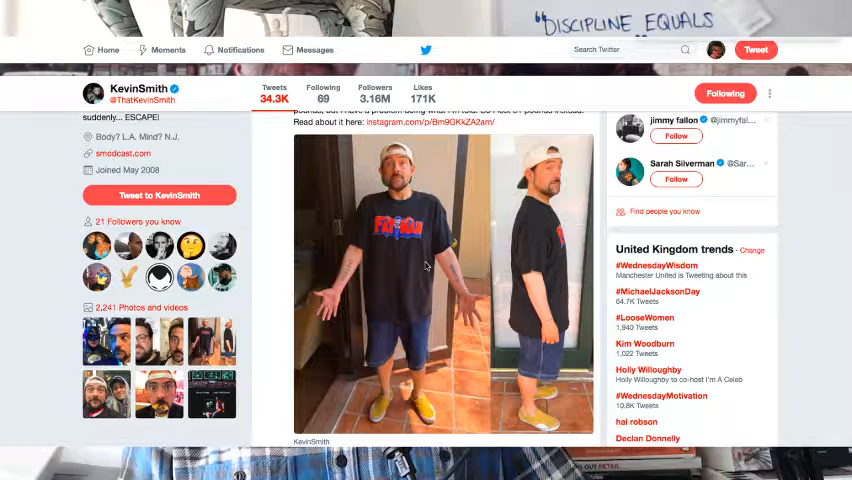 "DISCIPLINE EQUALS
Home
Moments
Notifications
Messages
Search Twitter
Tweet
KevinSmith
@ThatKevinSmith
Tweets
34.3K
Following
69
Followers
3.16M
Likes
171K
Following
suddenly... ESCAPE!
Body? L.A. Mind? N.J.
smodcast.com
Joined May 2008
Tweet to KevinSmith
21 Followers you know
2,241 Photos and videos
Read about it here: instagram.com/p/Bm9GKkZA2am/
FATMAN
KevinSmith
jimmy fallon @jimmyfal...
Follow
Sarah Silverman @Sar...
Follow
Find people you know
United Kingdom trends · Change
#WednesdayWisdom
Manchester United is Tweeting about this
#MichaelJacksonDay
64.7K Tweets
#LooseWomen
1,940 Tweets
Kim Woodburn
1,022 Tweets
Holly Willoughby
Holly Willoughby to co-host I'm A Celeb
#WednesdayMotivation
10.8K Tweets
hal robson
Declan Donnelly
RETAIL